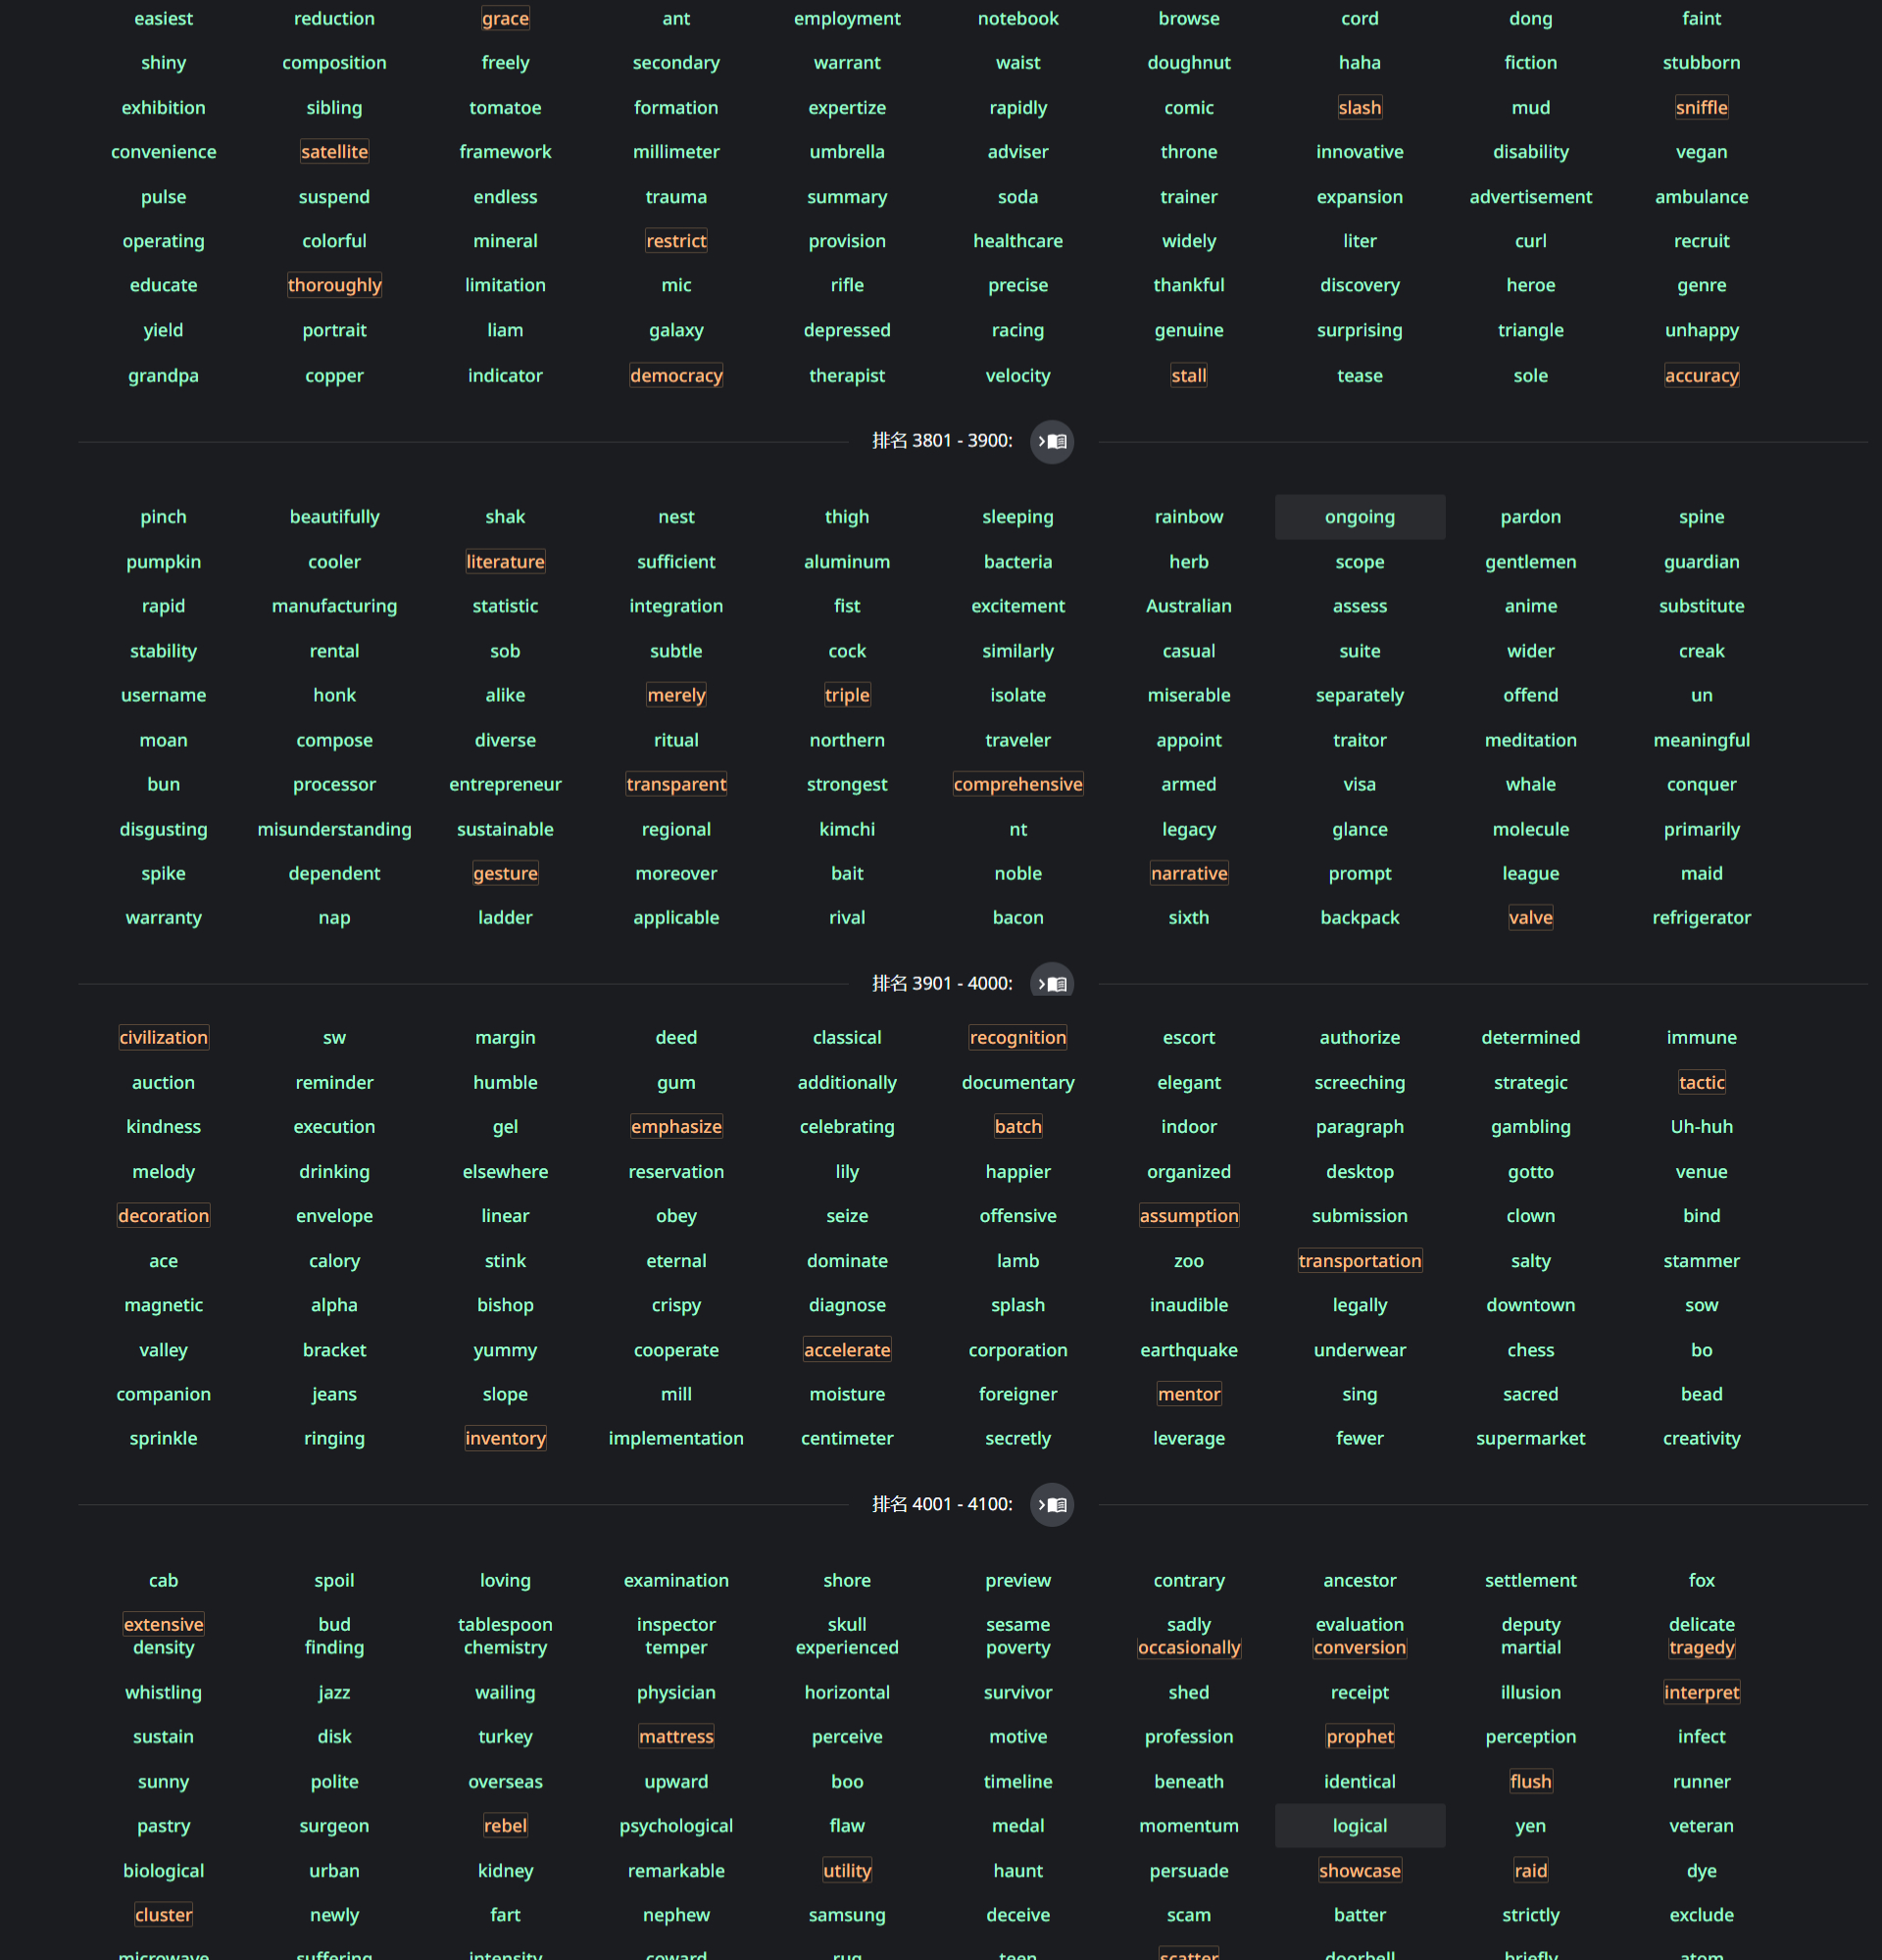 easiest reduction grace ant employment notebook browse cord dong faint
shiny composition freely secondary warrant waist doughnut haha fiction stubborn
exhibition sibling tomatoe formation expertize rapidly comic slash mud sniffle
convenience satellite framework millimeter umbrella adviser throne innovative disability vegan
pulse suspend endless trauma summary soda trainer expansion advertisement ambulance
operating colorful mineral restrict provision healthcare widely liter curl recruit
educate thoroughly limitation mic rifle precise thankful discovery heroe genre
yield portrait liam galaxy depressed racing genuine surprising triangle unhappy
grandpa copper indicator democracy therapist velocity stall tease sole accuracy
排名 3801 - 3900:
pinch beautifully shak nest thigh sleeping rainbow ongoing pardon spine
pumpkin cooler literature sufficient aluminum bacteria herb scope gentlemen guardian
rapid manufacturing statistic integration fist excitement Australian assess anime substitute
stability rental sob subtle cock similarly casual suite wider creak
username honk alike merely triple isolate miserable separately offend un
moan compose diverse ritual northern traveler appoint traitor meditation meaningful
bun processor entrepreneur transparent strongest comprehensive armed visa whale conquer
disgusting misunderstanding sustainable regional kimchi nt legacy glance molecule primarily
spike dependent gesture moreover bait noble narrative prompt league maid
warranty nap ladder applicable rival bacon sixth backpack valve refrigerator
排名 3901 - 4000:
civilization sw margin deed classical recognition escort authorize determined immune
auction reminder humble gum additionally documentary elegant screeching strategic tactic
kindness execution gel emphasize celebrating batch indoor paragraph gambling Uh-huh
melody drinking elsewhere reservation lily happier organized desktop gotto venue
decoration envelope linear obey seize offensive assumption submission clown bind
ace calory stink eternal dominate lamb zoo transportation salty stammer
magnetic alpha bishop crispy diagnose splash inaudible legally downtown sow
valley bracket yummy cooperate accelerate corporation earthquake underwear chess bo
companion jeans slope mill moisture foreigner mentor sing sacred bead
sprinkle ringing inventory implementation centimeter secretly leverage fewer supermarket creativity
排名 4001 - 4100:
cab spoil loving examination shore preview contrary ancestor settlement fox
extensive bud tablespoon inspector skull sesame sadly evaluation deputy delicate
density finding chemistry temper experienced poverty occasionally conversion martial tragedy
whistling jazz wailing physician horizontal survivor shed receipt illusion interpret
sustain disk turkey mattress perceive motive profession prophet perception infect
sunny polite overseas upward boo timeline beneath identical flush runner
pastry surgeon rebel psychological flaw medal momentum logical yen veteran
biological urban kidney remarkable utility haunt persuade showcase raid dye
cluster newly fart nephew samsung deceive scam batter strictly exclude
microwave suffering intensity coward rug teen scatter doorbell briefly atom